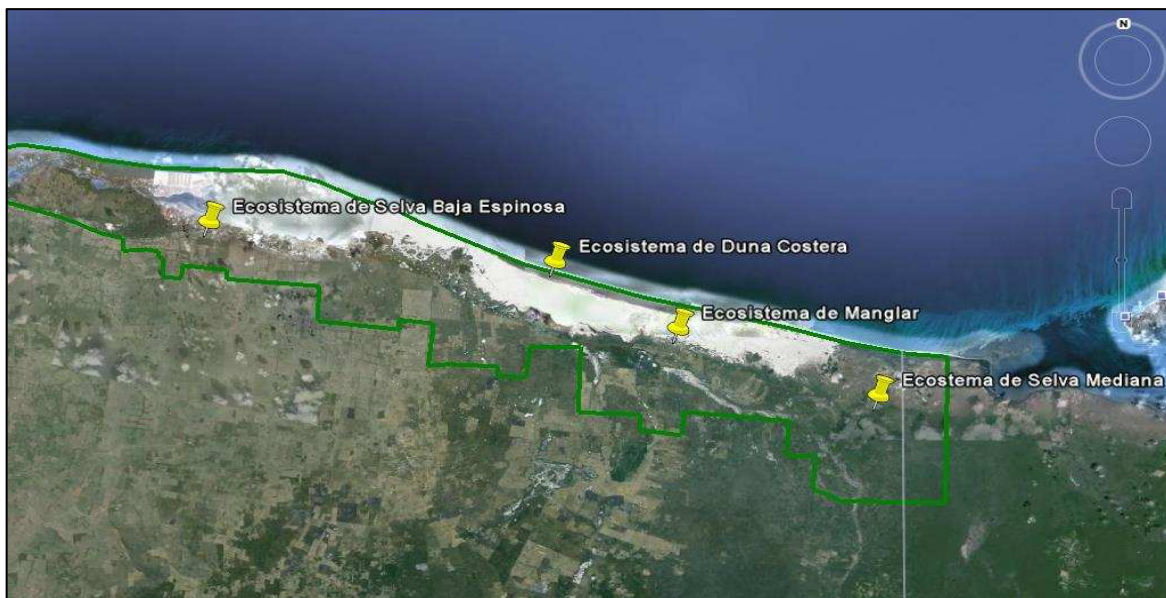 N
Ecosistema de Selva Baja Espinosa
Ecosistema de Duna Costera
Ecosistema de Manglar
Ecostema de Selva Mediana